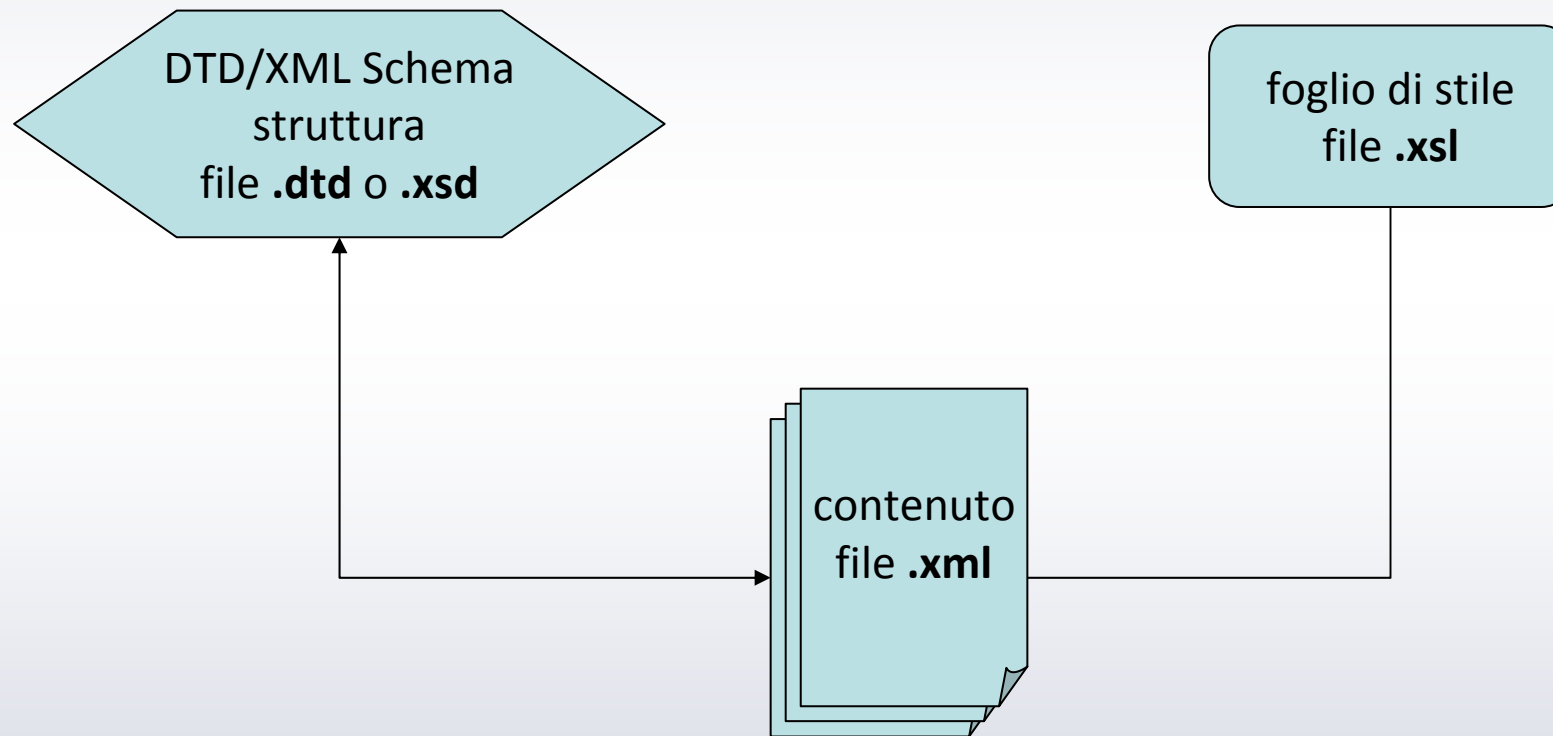 DTD/XML Schema
struttura
file .dtd o .xsd
foglio di stile
file .xsl
contenuto
file .xml